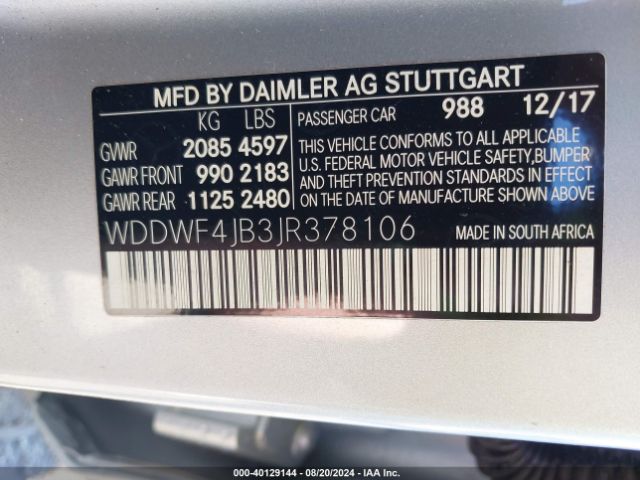 MFD BY DAIMLER AG STUTTGART
KG LBS
GVWR 2085 4597
GAWR FRONT 990 2183
GAWR REAR 1125 2480
PASSENGER CAR 988 12/17
THIS VEHICLE CONFORMS TO ALL APPLICABLE
U.S. FEDERAL MOTOR VEHICLE SAFETY,BUMPER
AND THEFT PREVENTION STANDARDS IN EFFECT
ON THE DATE OF MANUFACTURE SHOWN ABOVE.
WDDWF4JB3JR378106 MADE IN SOUTH AFRICA
000-40129144 - 08/20/2024 - IAA Inc.